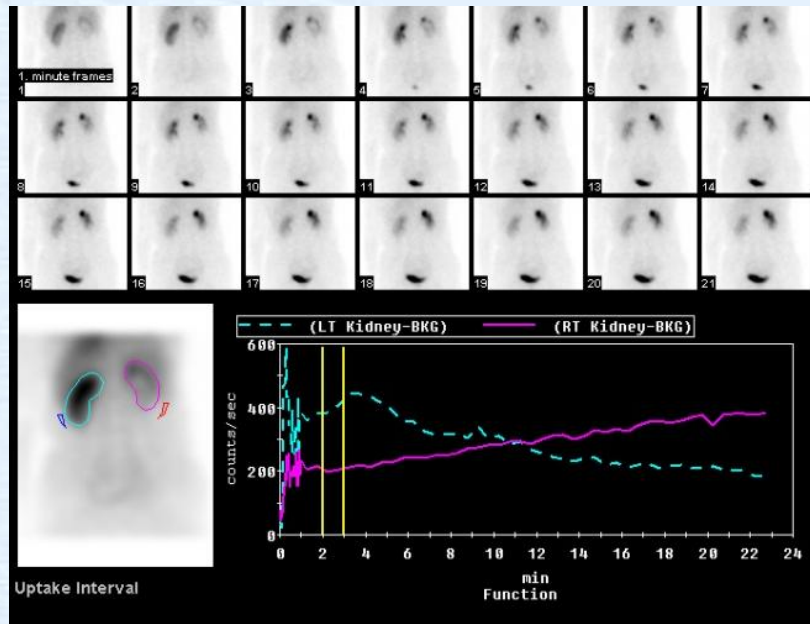 1. minute frames
1 2 3 4 5 6 7
8 9 10 11 12 13 14
15 16 17 18 19 20 21
(LT Kidney-BKG) (RT Kidney-BKG)
600
400
200
0
counts/sec
0 2 4 6 8 10 12 14 16 18 20 22 24
min
Function
Uptake Interval